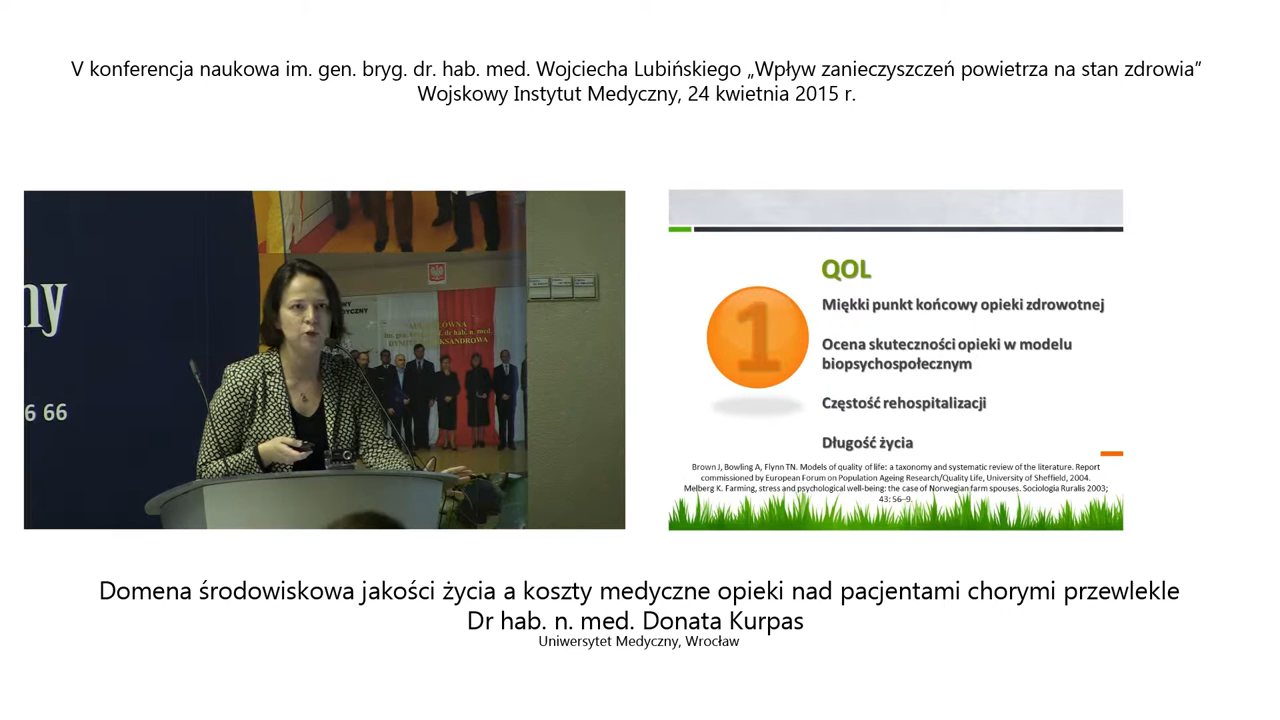 V konferencja naukowa im. gen. bryg. dr. hab. med. Wojciecha Lubińskiego „Wpływ zanieczyszczeń powietrza na stan zdrowia”
Wojskowy Instytut Medyczny, 24 kwietnia 2015 r.
ny
6 66
QOL
1
Miękki punkt końcowy opieki zdrowotnej
Ocena skuteczności opieki w modelu
biopsychospołecznym
Częstość rehospitalizacji
Długość życia
Brown J, Bowling A, Flynn TN. Models of quality of life: a taxonomy and systematic review of the literature. Report
commissioned by European Forum on Population Ageing Research/Quality Life, University of Sheffield, 2004.
Melberg K. Farming, stress and psychological well-being: the case of Norwegian farm spouses. Sociologia Ruralis 2003;
43: 56–9.
Domena środowiskowa jakości życia a koszty medyczne opieki nad pacjentami chorymi przewlekle
Dr hab. n. med. Donata Kurpas
Uniwersytet Medyczny, Wrocław